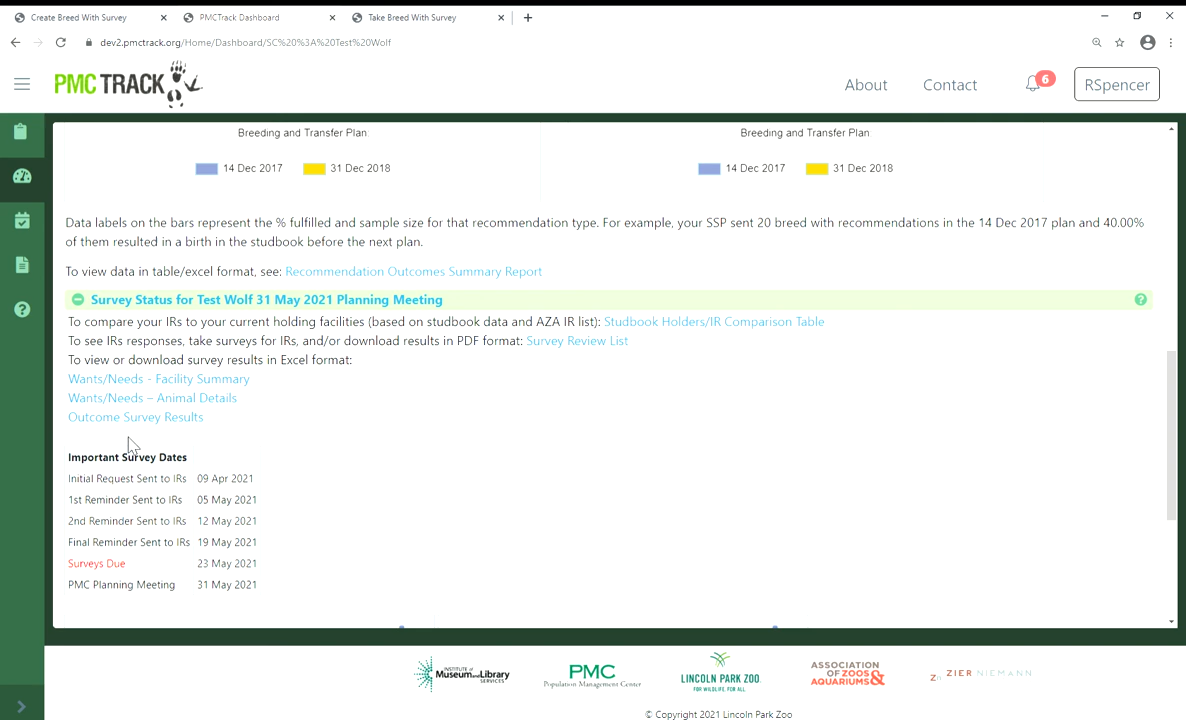 Create Breed With Survey
PMCTrack Dashboard
Take Breed With Survey
dev2.pmctrack.org/Home/Dashboard/SC%20%3A%20Test%20Wolf
PMC TRACK
About
Contact
6
RSpencer
Breeding and Transfer Plan
Breeding and Transfer Plan
14 Dec 2017
31 Dec 2018
14 Dec 2017
31 Dec 2018
Data labels on the bars represent the % fulfilled and sample size for that recommendation type. For example, your SSP sent 20 breed with recommendations in the 14 Dec 2017 plan and 40.00%
of them resulted in a birth in the studbook before the next plan.
To view data in table/excel format, see: Recommendation Outcomes Summary Report
Survey Status for Test Wolf 31 May 2021 Planning Meeting
To compare your IRs to your current holding facilities (based on studbook data and AZA IR list): Studbook Holders/IR Comparison Table
To see IRs responses, take surveys for IRs, and/or download results in PDF format: Survey Review List
To view or download survey results in Excel format:
Wants/Needs - Facility Summary
Wants/Needs – Animal Details
Outcome Survey Results
Important Survey Dates
Initial Request Sent to IRs 09 Apr 2021
1st Reminder Sent to IRs 05 May 2021
2nd Reminder Sent to IRs 12 May 2021
Final Reminder Sent to IRs 19 May 2021
Surveys Due 23 May 2021
PMC Planning Meeting 31 May 2021
INSTITUTE of
Museum and Library
SERVICES
PMC
Population Management Center
LINCOLN PARK ZOO
FOR WILDLIFE. FOR ALL.
ASSOCIATION
OF ZOOS
AQUARIUMS &
ZIER NIEMANN
© Copyright 2021 Lincoln Park Zoo